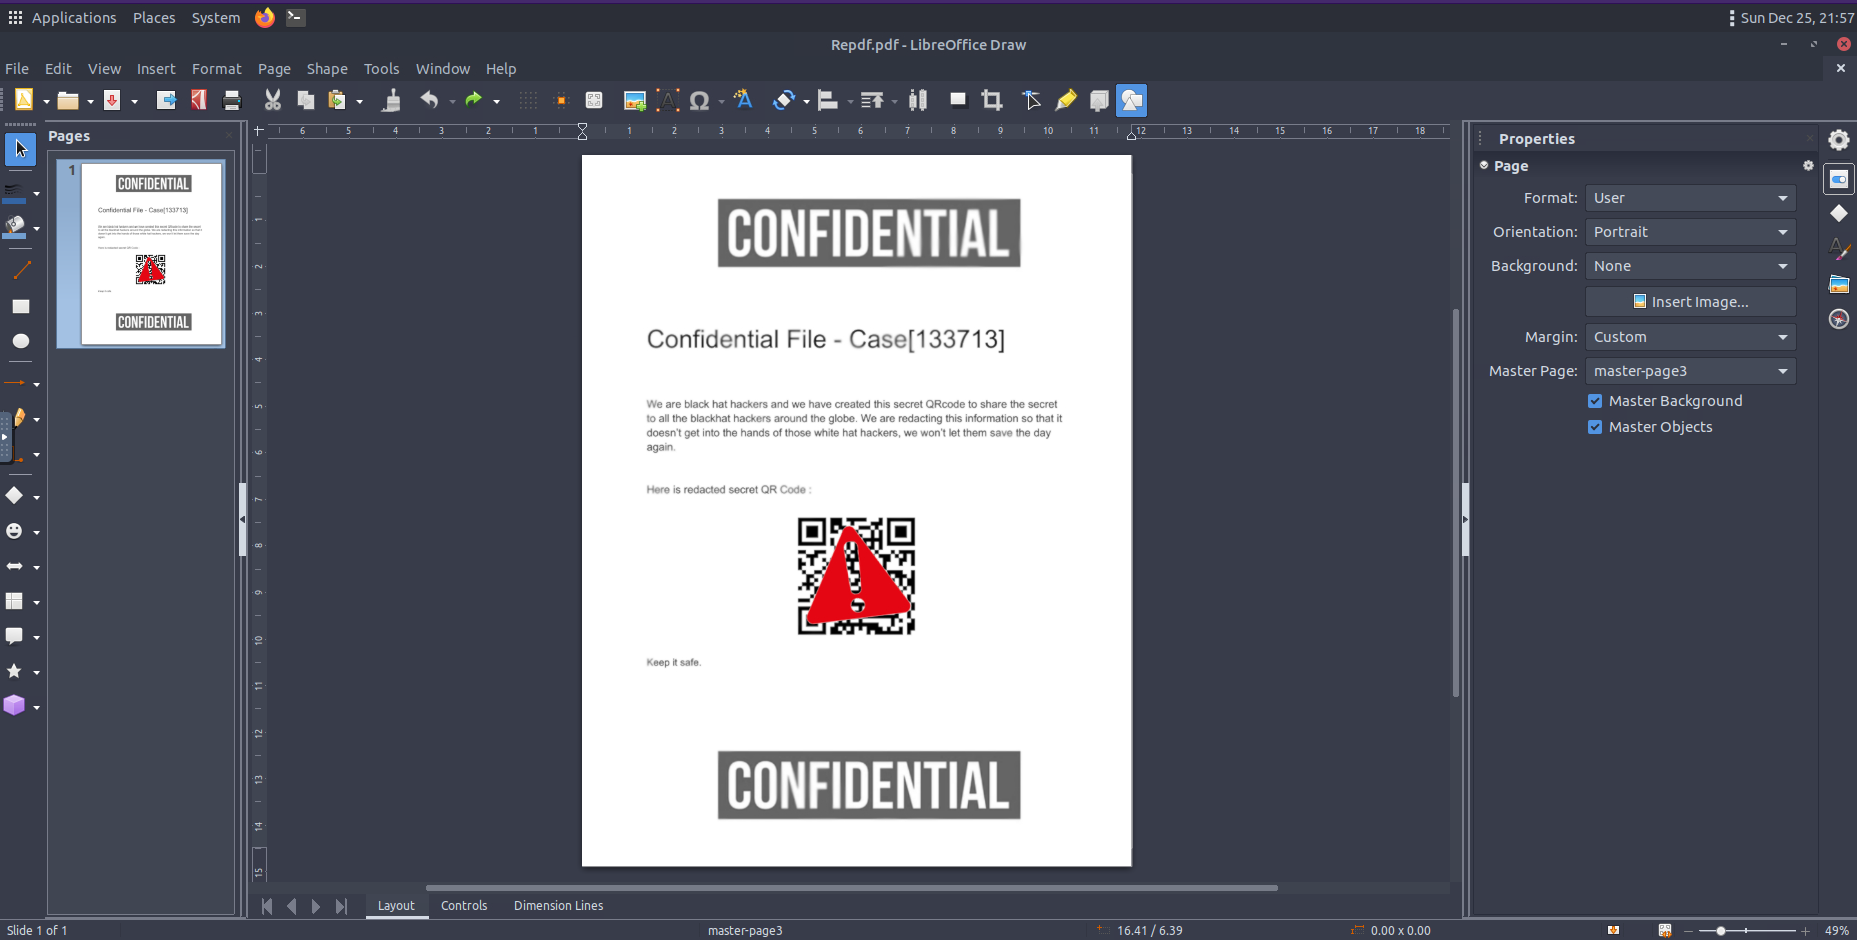 Applications Places System
Sun Dec 25, 21:57
Repdf.pdf - LibreOffice Draw
File Edit View Insert Format Page Shape Tools Window Help
Pages
1
CONFIDENTIAL
Confidential File - Case[133713]
CONFIDENTIAL
6 5 4 3 2 1 1 2 3 4 5 6 7 8 9 10 11 12 13 14 15 16 17 18
1
2
3
4
5
6
7
8
9
10
11
12
13
14
15
CONFIDENTIAL
Confidential File - Case[133713]
We are black hat hackers and we have created this secret QRcode to share the secret
to all the blackhat hackers around the globe. We are redacting this information so that it
doesn't get into the hands of those white hat hackers, we won't let them save the day
again.
Here is redacted secret QR Code :
Keep it safe.
CONFIDENTIAL
Properties
Page
Format: User
Orientation: Portrait
Background: None
Insert Image...
Margin: Custom
Master Page: master-page3
Master Background
Master Objects
Layout Controls Dimension Lines
Slide 1 of 1
master-page3
16.41 / 6.39
0.00 x 0.00
49%